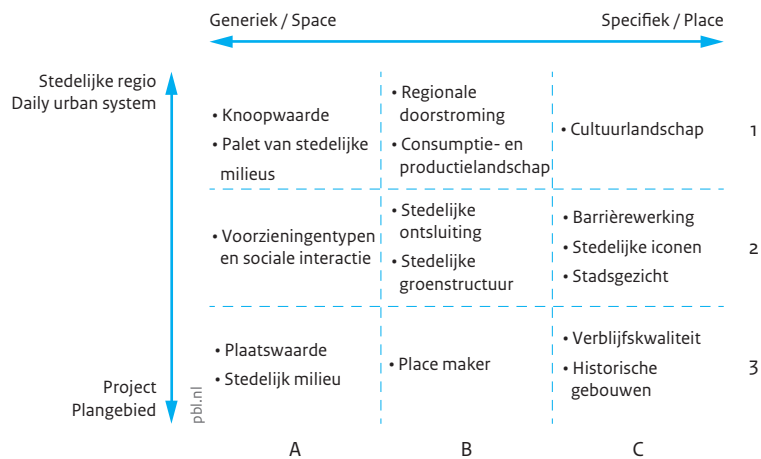 Generiek / Space
Specifiek / Place
Stedelijke regio
Daily urban system
• Knoopwaarde
• Palet van stedelijke
milieus
• Regionale
doorstroming
• Consumptie- en
productielandschap
• Cultuurlandschap
1
• Voorzieningentypen
en sociale interactie
• Stedelijke
ontsluiting
• Stedelijke
groenstructuur
• Barrièrewerking
• Stedelijke iconen
• Stadsgezicht
2
• Plaatswaarde
• Stedelijk milieu
• Place maker
• Verblijfskwaliteit
• Historische
gebouwen
3
Project
Plangebied
pbl.nl
A
B
C